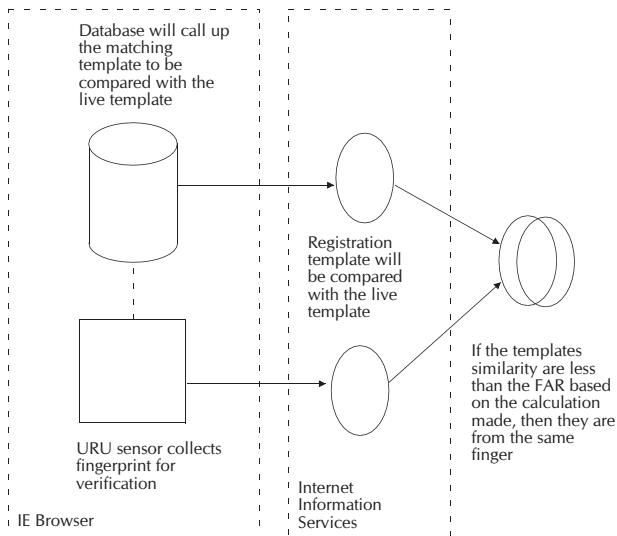 Database will call up
the matching
template to be
compared with the
live template
Registration
template will
be compared
with the live
template
If the templates
similarity are less
than the FAR based
on the calculation
made, then they are
from the same
finger
URU sensor collects
fingerprint for
verification
Internet
Information
Services
IE Browser